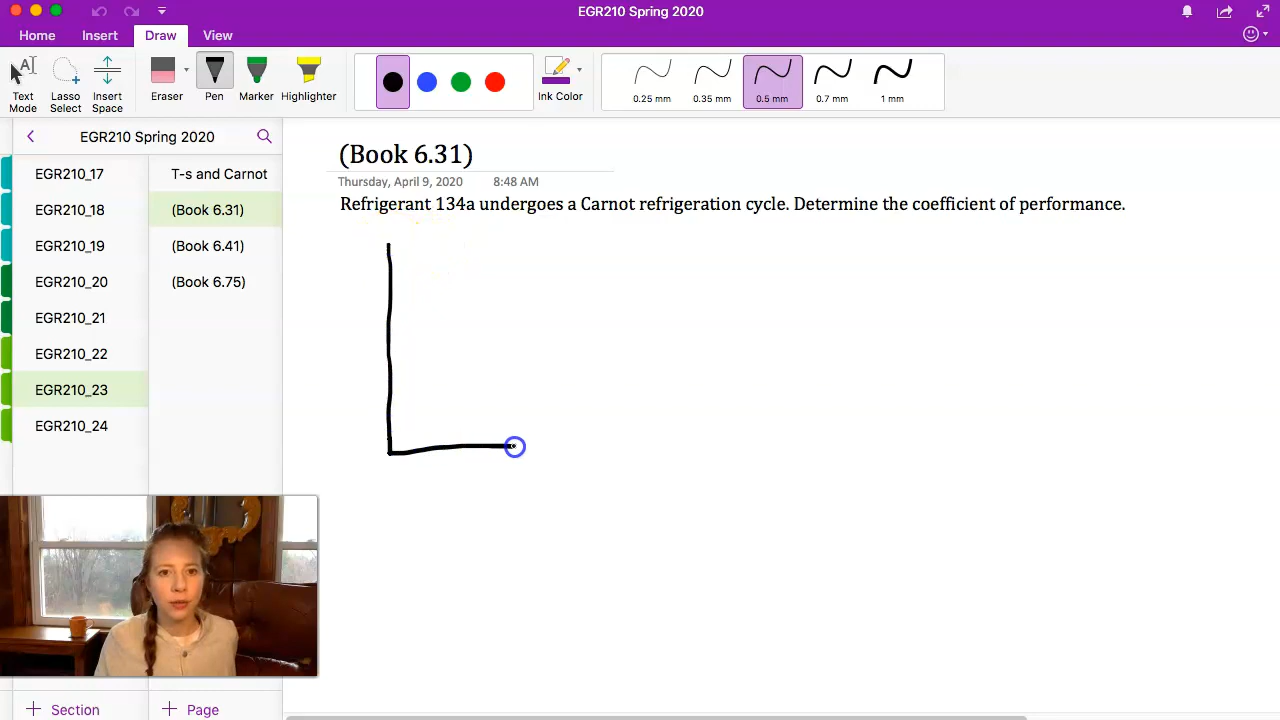 EGR210 Spring 2020
Home Insert Draw View
Text Mode
Lasso Select
Insert Space
Eraser
Pen
Marker
Highlighter
Ink Color
0.25 mm
0.35 mm
0.5 mm
0.7 mm
1 mm
EGR210 Spring 2020
EGR210_17
EGR210_18
EGR210_19
EGR210_20
EGR210_21
EGR210_22
EGR210_23
EGR210_24
T-s and Carnot
(Book 6.31)
(Book 6.41)
(Book 6.75)
(Book 6.31)
Thursday, April 9, 2020 8:48 AM
Refrigerant 134a undergoes a Carnot refrigeration cycle. Determine the coefficient of performance.
+ Section
+ Page